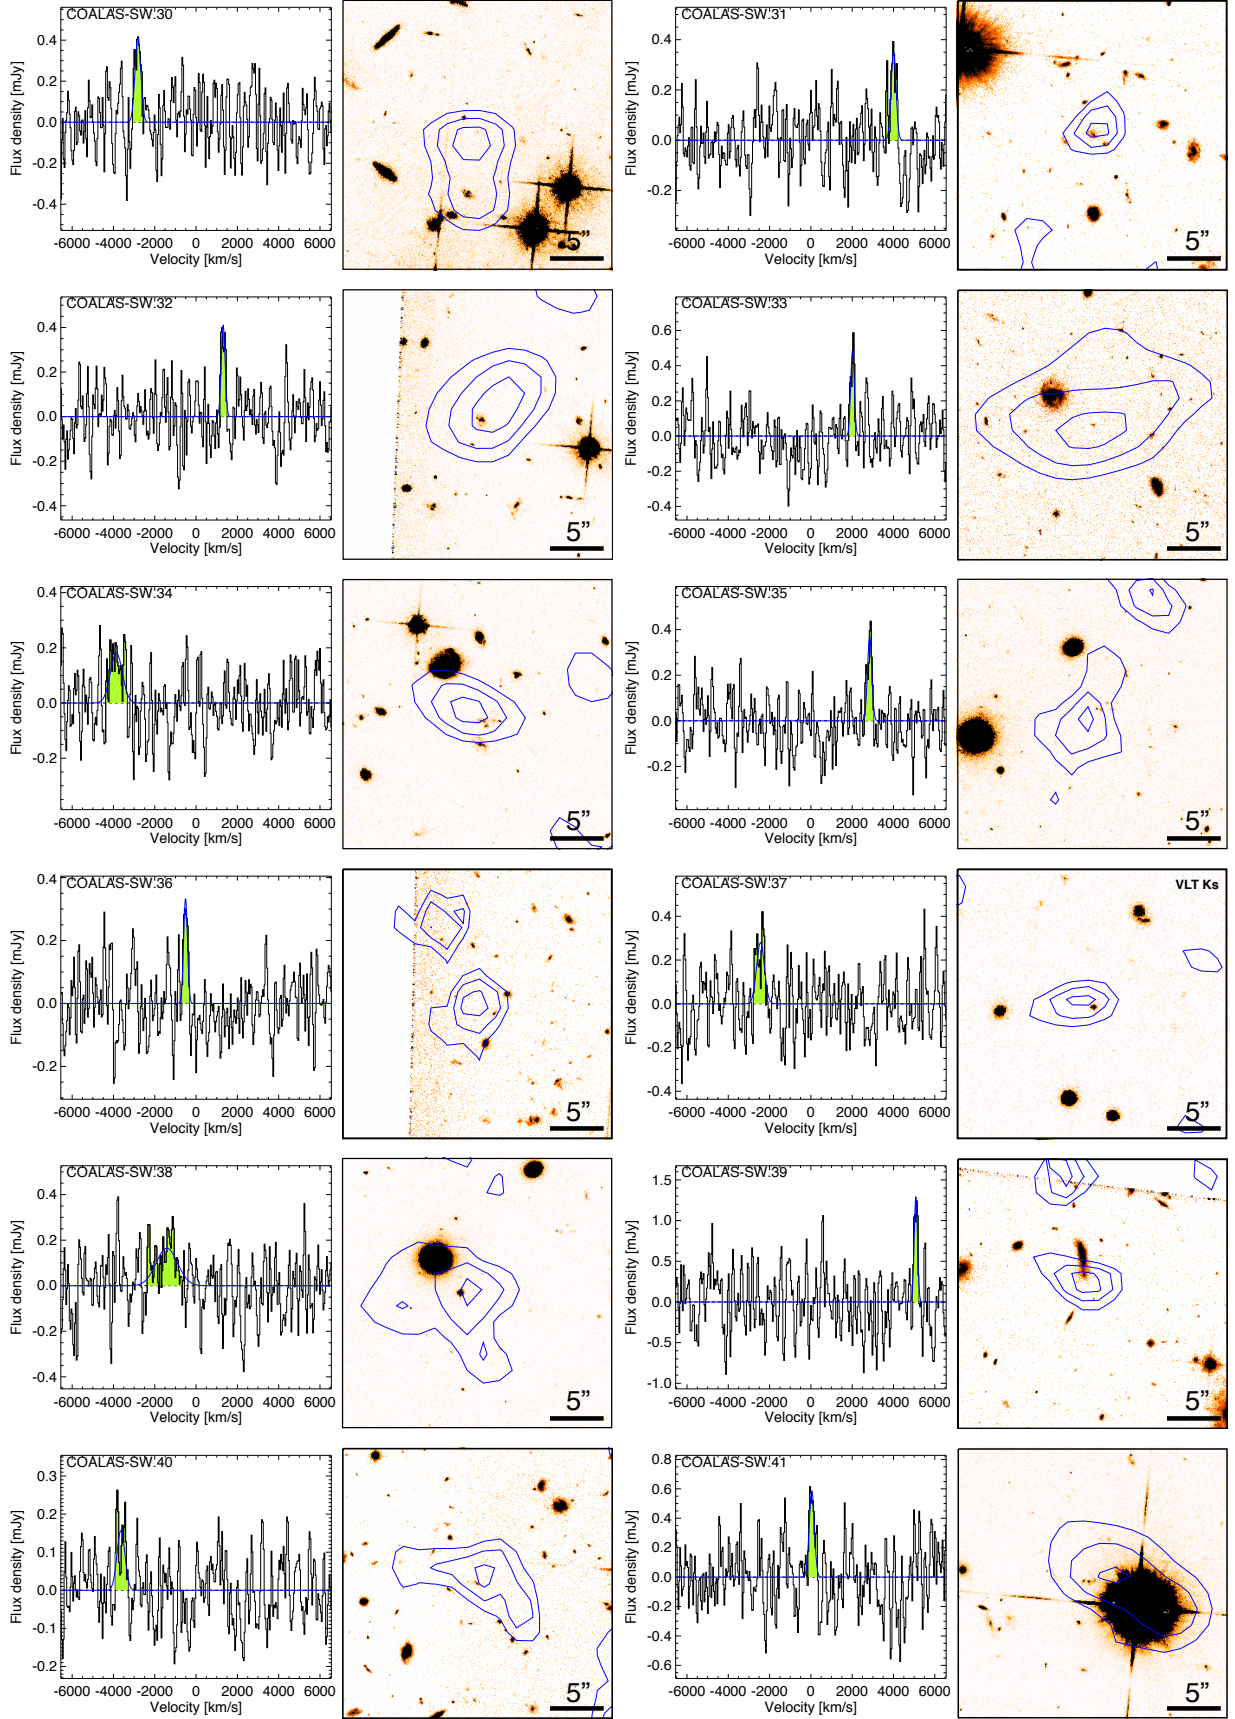 COALAS-SW.30
Flux density [mJy]
0.4
0.2
0.0
-0.2
-0.4
-6000 -4000 -2000 0 2000 4000 6000
Velocity [km/s]
5”
COALAS-SW.31
Flux density [mJy]
0.4
0.2
0.0
-0.2
-6000 -4000 -2000 0 2000 4000 6000
Velocity [km/s]
5”
COALAS-SW.32
Flux density [mJy]
0.4
0.2
0.0
-0.2
-0.4
-6000 -4000 -2000 0 2000 4000 6000
Velocity [km/s]
5”
COALAS-SW.33
Flux density [mJy]
0.6
0.4
0.2
0.0
-0.2
-0.4
-6000 -4000 -2000 0 2000 4000 6000
Velocity [km/s]
5”
COALAS-SW.34
Flux density [mJy]
0.4
0.2
0.0
-0.2
-6000 -4000 -2000 0 2000 4000 6000
Velocity [km/s]
5”
COALAS-SW.35
Flux density [mJy]
0.4
0.2
0.0
-0.2
-6000 -4000 -2000 0 2000 4000 6000
Velocity [km/s]
5”
COALAS-SW.36
Flux density [mJy]
0.4
0.2
0.0
-0.2
-6000 -4000 -2000 0 2000 4000 6000
Velocity [km/s]
5”
COALAS-SW.37
Flux density [mJy]
0.6
0.4
0.2
0.0
-0.2
-0.4
-6000 -4000 -2000 0 2000 4000 6000
Velocity [km/s]
VLT Ks
5”
COALAS-SW.38
Flux density [mJy]
0.4
0.2
0.0
-0.2
-0.4
-6000 -4000 -2000 0 2000 4000 6000
Velocity [km/s]
5”
COALAS-SW.39
Flux density [mJy]
1.5
1.0
0.5
0.0
-0.5
-1.0
-6000 -4000 -2000 0 2000 4000 6000
Velocity [km/s]
5”
COALAS-SW.40
Flux density [mJy]
0.3
0.2
0.1
0.0
-0.1
-0.2
-6000 -4000 -2000 0 2000 4000 6000
Velocity [km/s]
5”
COALAS-SW.41
Flux density [mJy]
0.8
0.6
0.4
0.2
0.0
-0.2
-0.4
-0.6
-6000 -4000 -2000 0 2000 4000 6000
Velocity [km/s]
5”